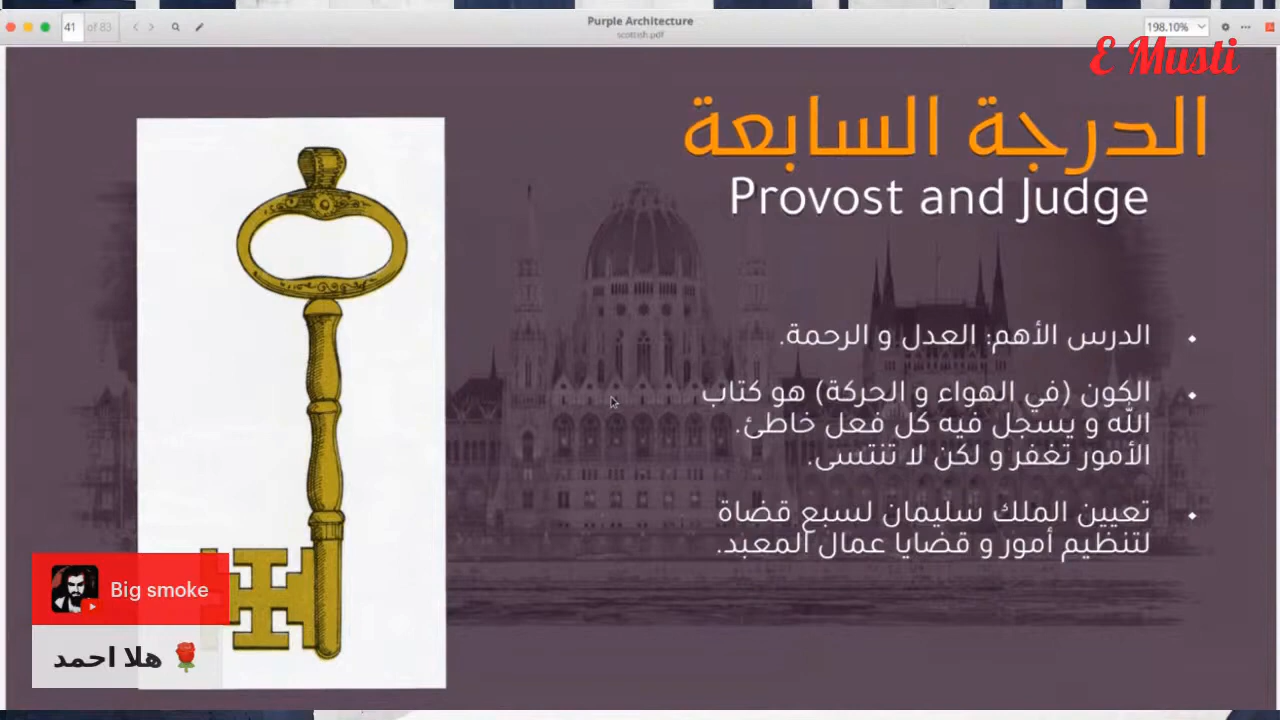 41 of 83
Purple Architecture
scottish.pdf
198.10%
E Musti
الدرجة السابعة
Provost and Judge
الدرس الأهم: العدل و الرحمة.
الكون (في الهواء و الحركة) هو كتاب
الله و يسجل فيه كل فعل خاطئ.
الأمور تغفر و لكن لا تنتسى.
تعيين الملك سليمان لسبع قضاة
لتنظيم أمور و قضايا عمال المعبد.
Big smoke
هلا احمد 🌹